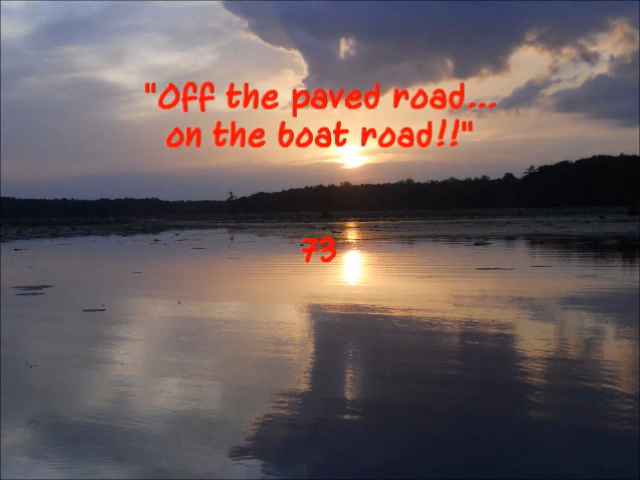 "Off the paved road...
on the boat road!!"
73